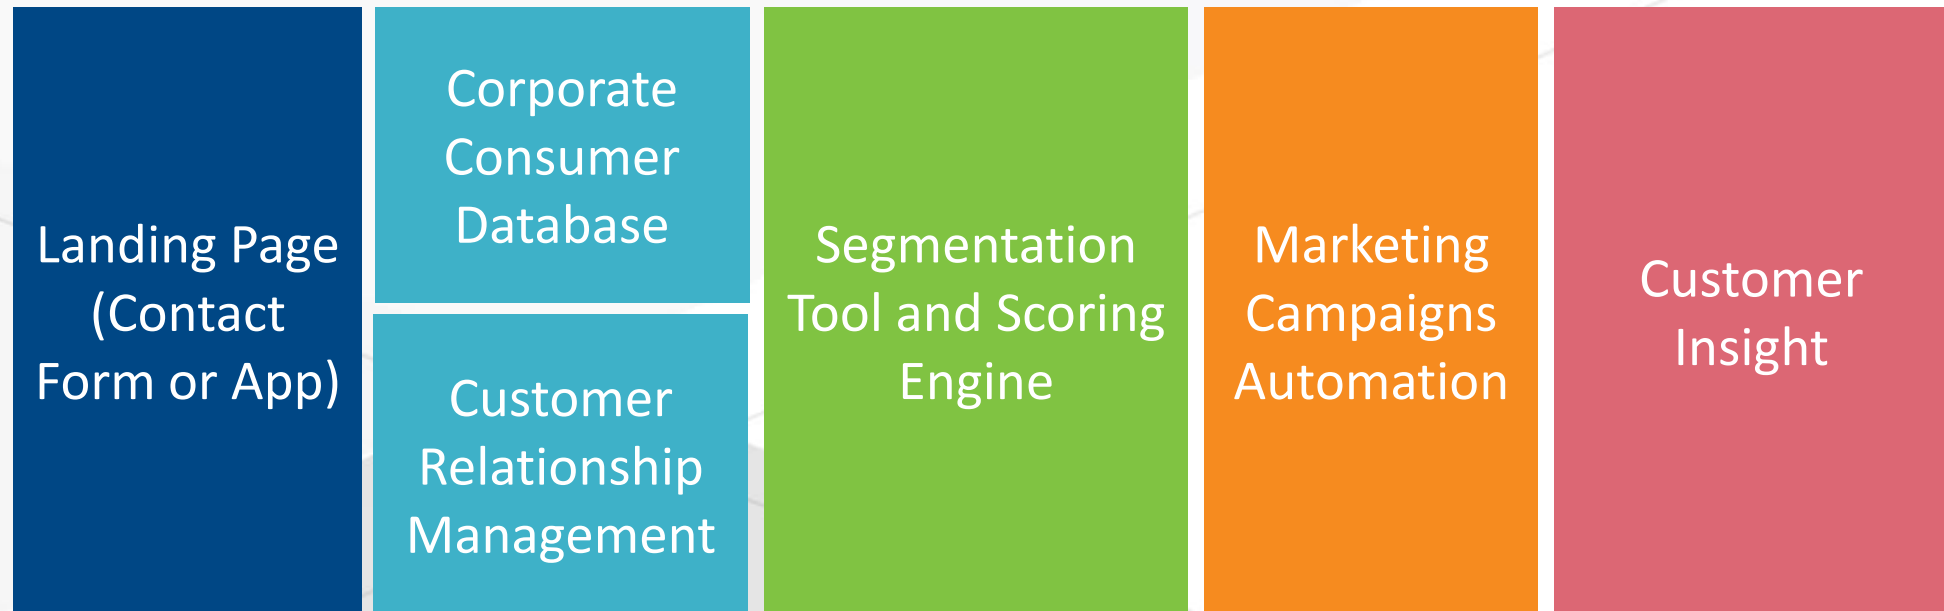 Landing Page
(Contact
Form or App)
Corporate
Consumer
Database
Customer
Relationship
Management
Segmentation
Tool and Scoring
Engine
Marketing
Campaigns
Automation
Customer
Insight